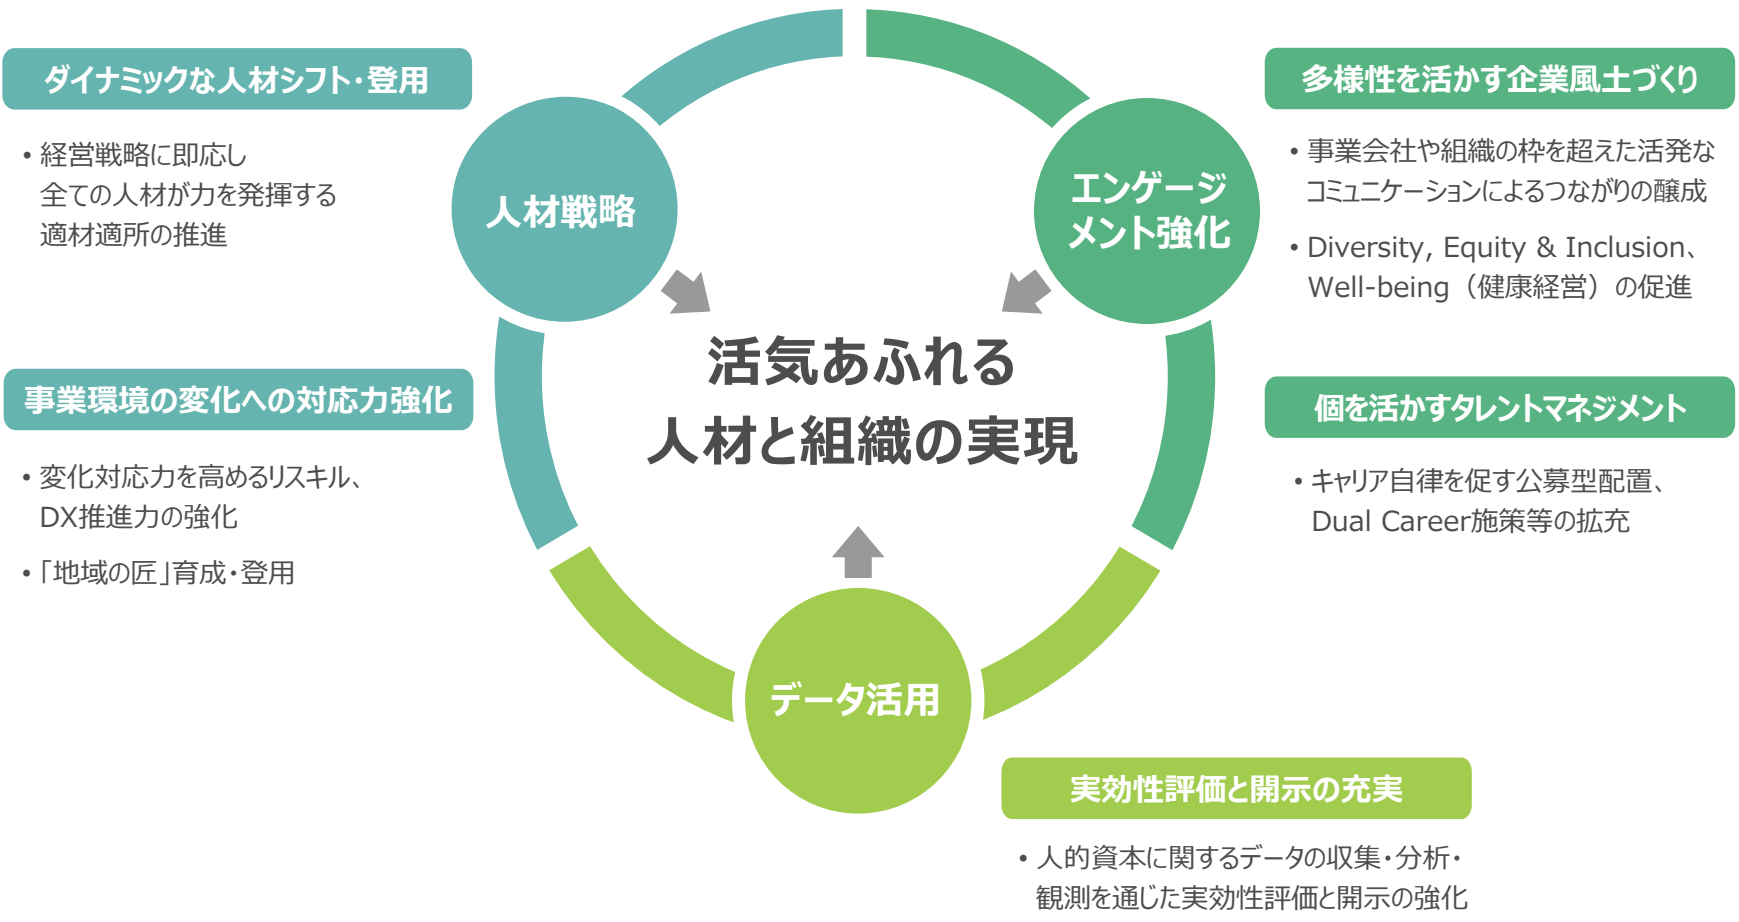 ダイナミックな人材シフト・登用
• 経営戦略に即応し
全ての人材が力を発揮する
適材適所の推進
事業環境の変化への対応力強化
• 変化対応力を高めるリスキル、
DX推進力の強化
• 「地域の匠」育成・登用
人材戦略
エンゲージ
メント強化
活気あふれる
人材と組織の実現
データ活用
多様性を活かす企業風土づくり
• 事業会社や組織の枠を超えた活発な
コミュニケーションによるつながりの醸成
• Diversity, Equity & Inclusion、
Well-being（健康経営）の促進
個を活かすタレントマネジメント
• キャリア自律を促す公募型配置、
Dual Career施策等の拡充
実効性評価と開示の充実
• 人的資本に関するデータの収集・分析・
観測を通じた実効性評価と開示の強化